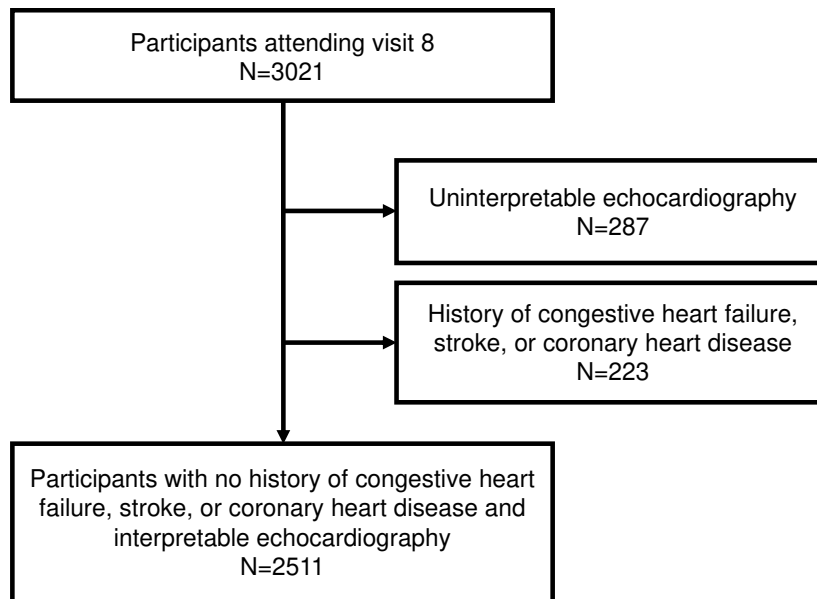 Participants attending visit 8
N=3021
Uninterpretable echocardiography
N=287
History of congestive heart failure,
stroke, or coronary heart disease
N=223
Participants with no history of congestive heart
failure, stroke, or coronary heart disease and
interpretable echocardiography
N=2511